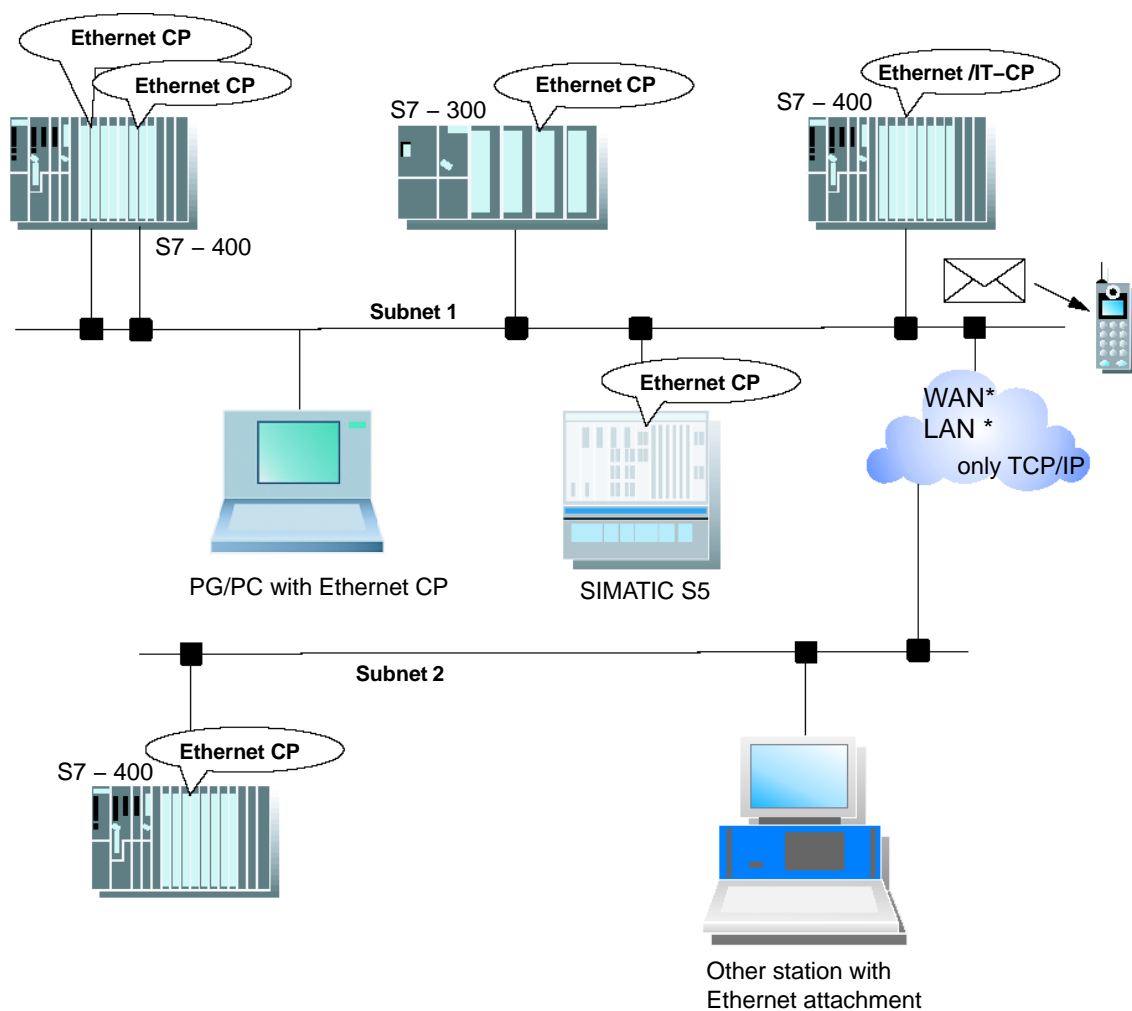 Ethernet CP
Ethernet CP
Ethernet CP
Ethernet /IT−CP
S7 − 300
S7 − 400
S7 − 400
Subnet 1
Ethernet CP
WAN*
LAN *
only TCP/IP
PG/PC with Ethernet CP
SIMATIC S5
Subnet 2
Ethernet CP
S7 − 400
Other station with
Ethernet attachment